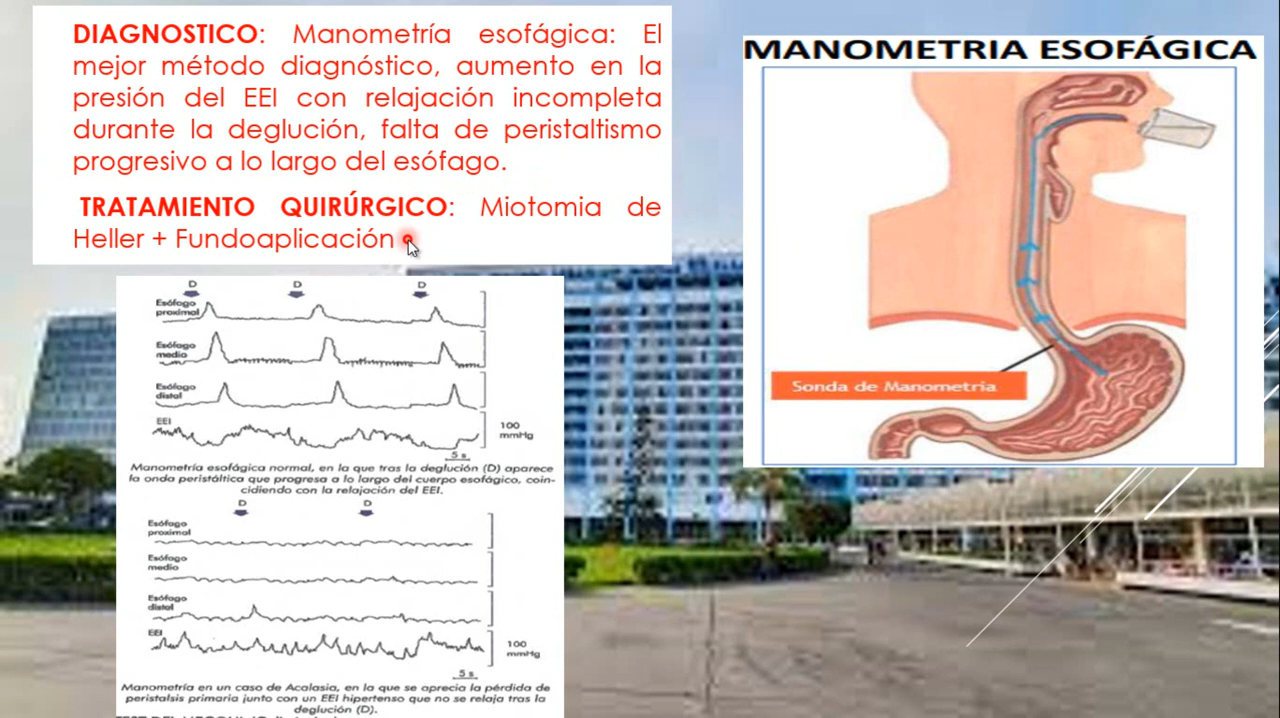 DIAGNOSTICO: Manometría esofágica: El
mejor método diagnóstico, aumento en la
presión del EEI con relajación incompleta
durante la deglución, falta de peristaltismo
progresivo a lo largo del esófago.
TRATAMIENTO QUIRÚRGICO: Miotomia de
Heller + Fundoaplicación
MANOMETRIA ESOFÁGICA
Sonda de Manometría
D D D
Esófago
proximal
Esófago
medio
Esófago
distal
EEI
100
mmHg
5 s
Manometría esofágica normal, en la que tras la deglución (D) aparece
la onda peristáltica que progresa a lo largo del cuerpo esofágico, coin-
cidiendo con la relajación del EEI.
D D
Esófago
proximal
Esófago
medio
Esófago
distal
EEI
100
mmHg
5 s
Manometría en un caso de Acalasia, en la que se aprecia la pérdida de
peristalsis primaria junto con un EEI hipertenso que no se relaja tras la
deglución (D).